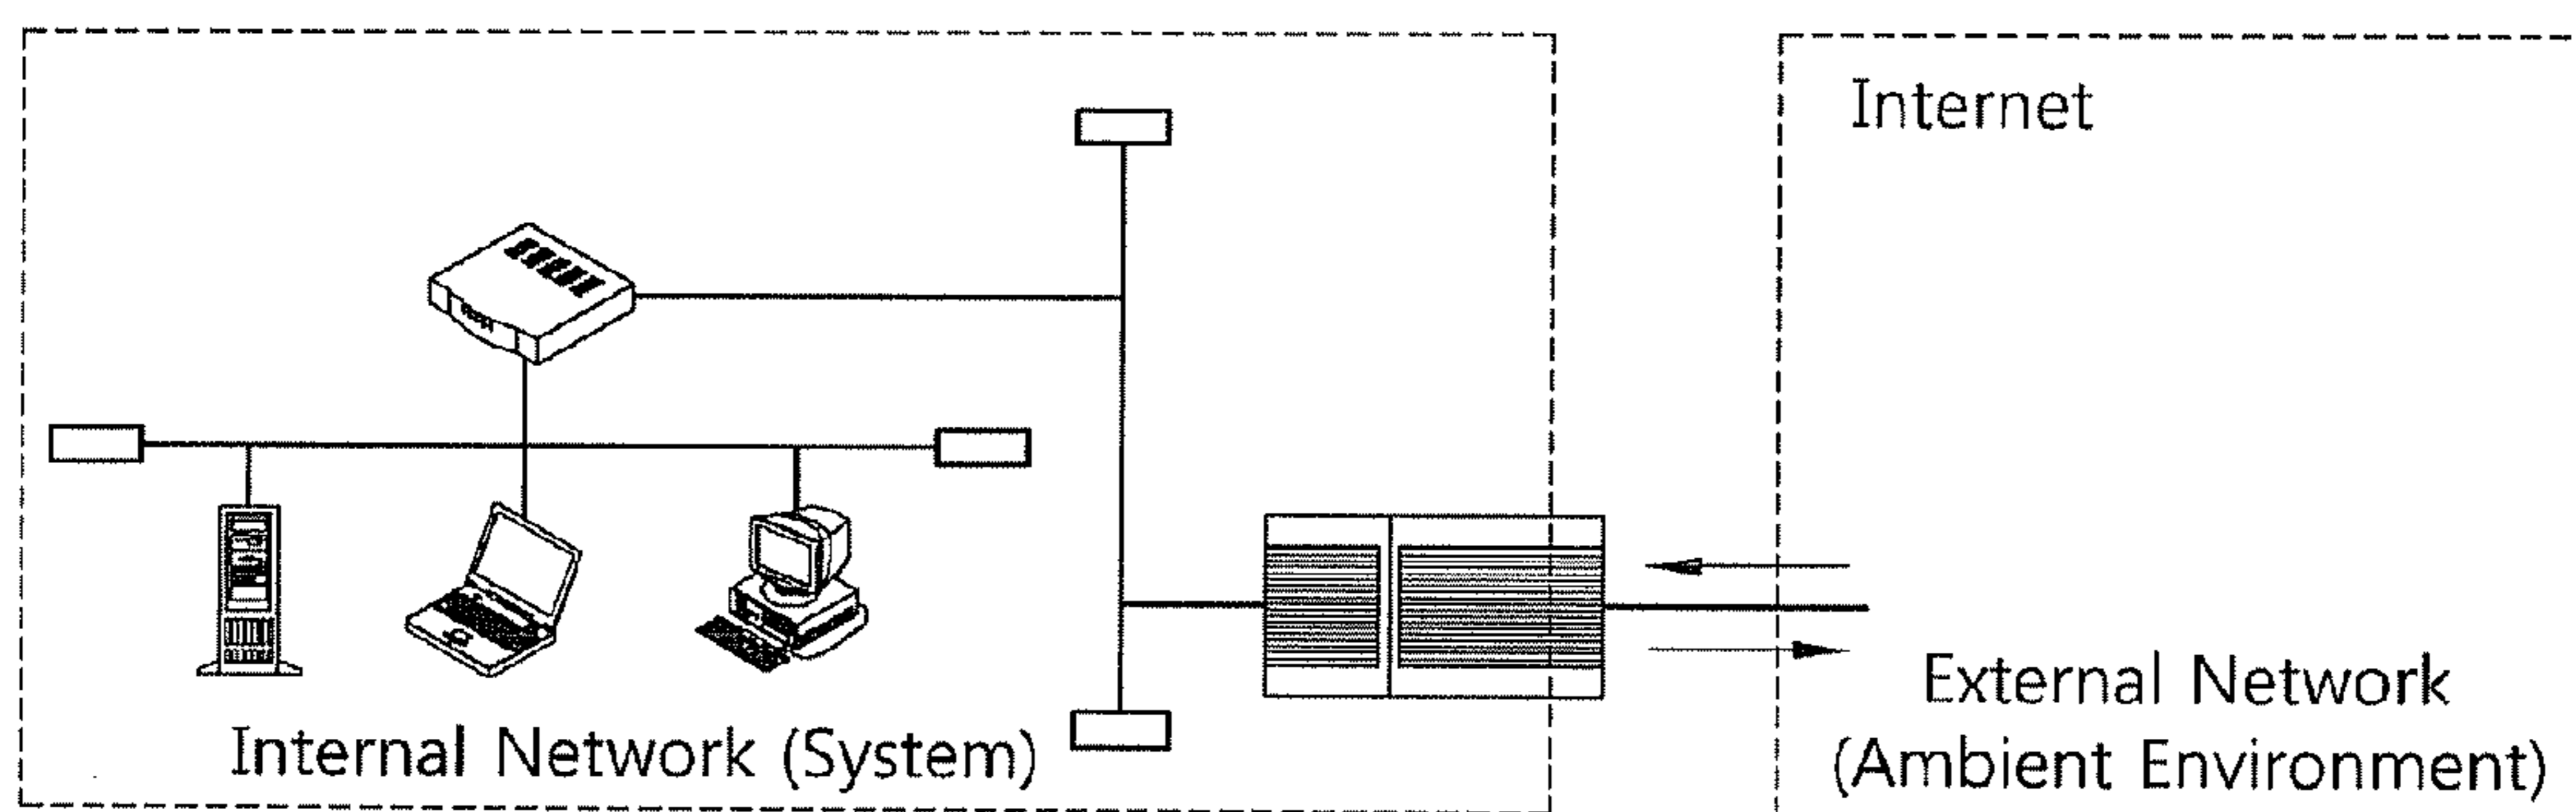 Internet
Internal Network (System)
External Network
(Ambient Environment)